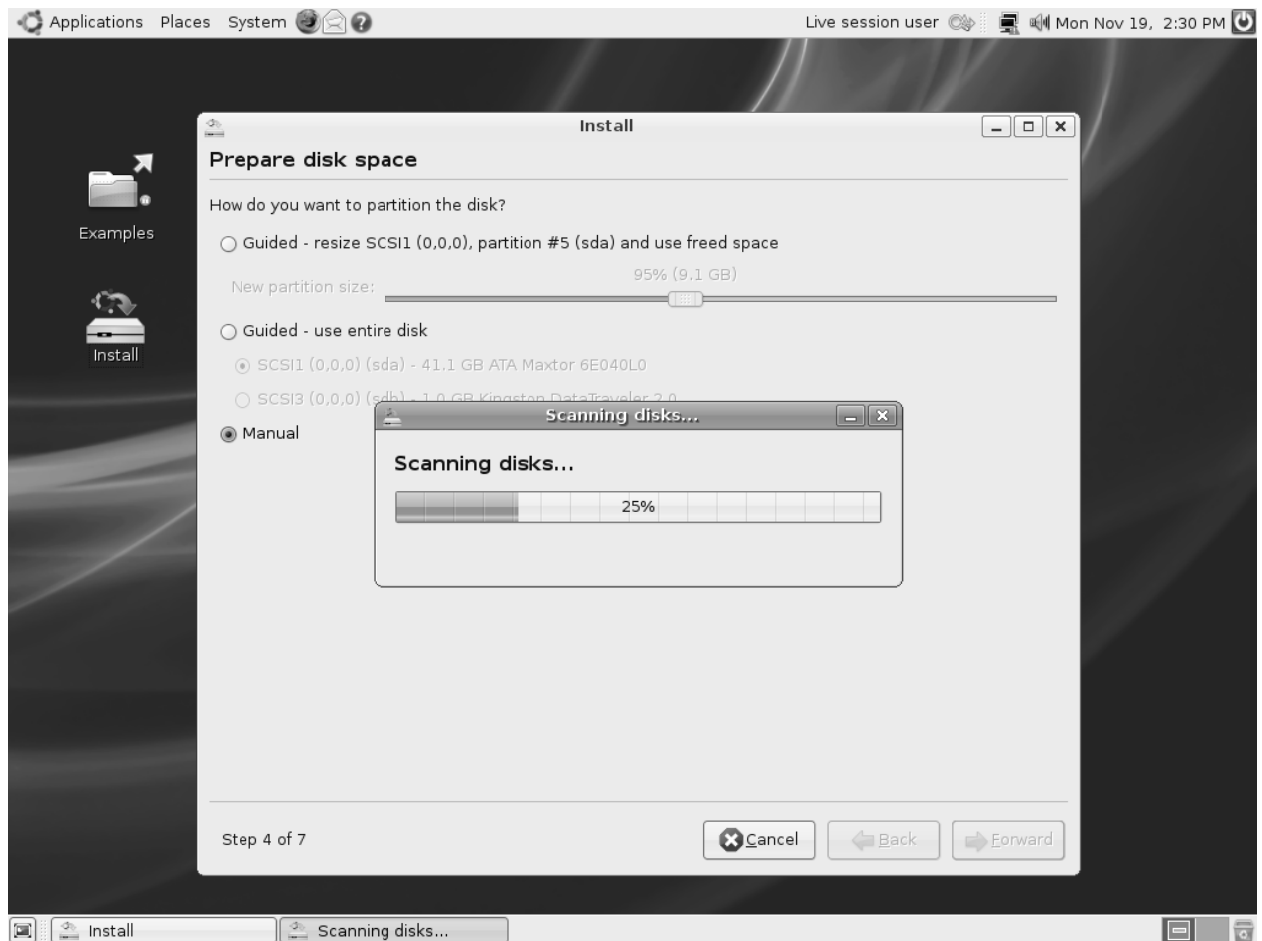 Applications Places System
Live session user Mon Nov 19, 2:30 PM
Examples
Install
Install
Prepare disk space
How do you want to partition the disk?
Guided - resize SCSI1 (0,0,0), partition #5 (sda) and use freed space
New partition size:
95% (9.1 GB)
Guided - use entire disk
SCSI1 (0,0,0) (sda) - 41.1 GB ATA Maxtor 6E040L0
SCSI3 (0,0,0) (sdb) - 1.0 GB Kingston DataTraveler 2.0
Manual
Scanning disks...
Scanning disks...
25%
Step 4 of 7
Cancel
Back
Forward
Install
Scanning disks...